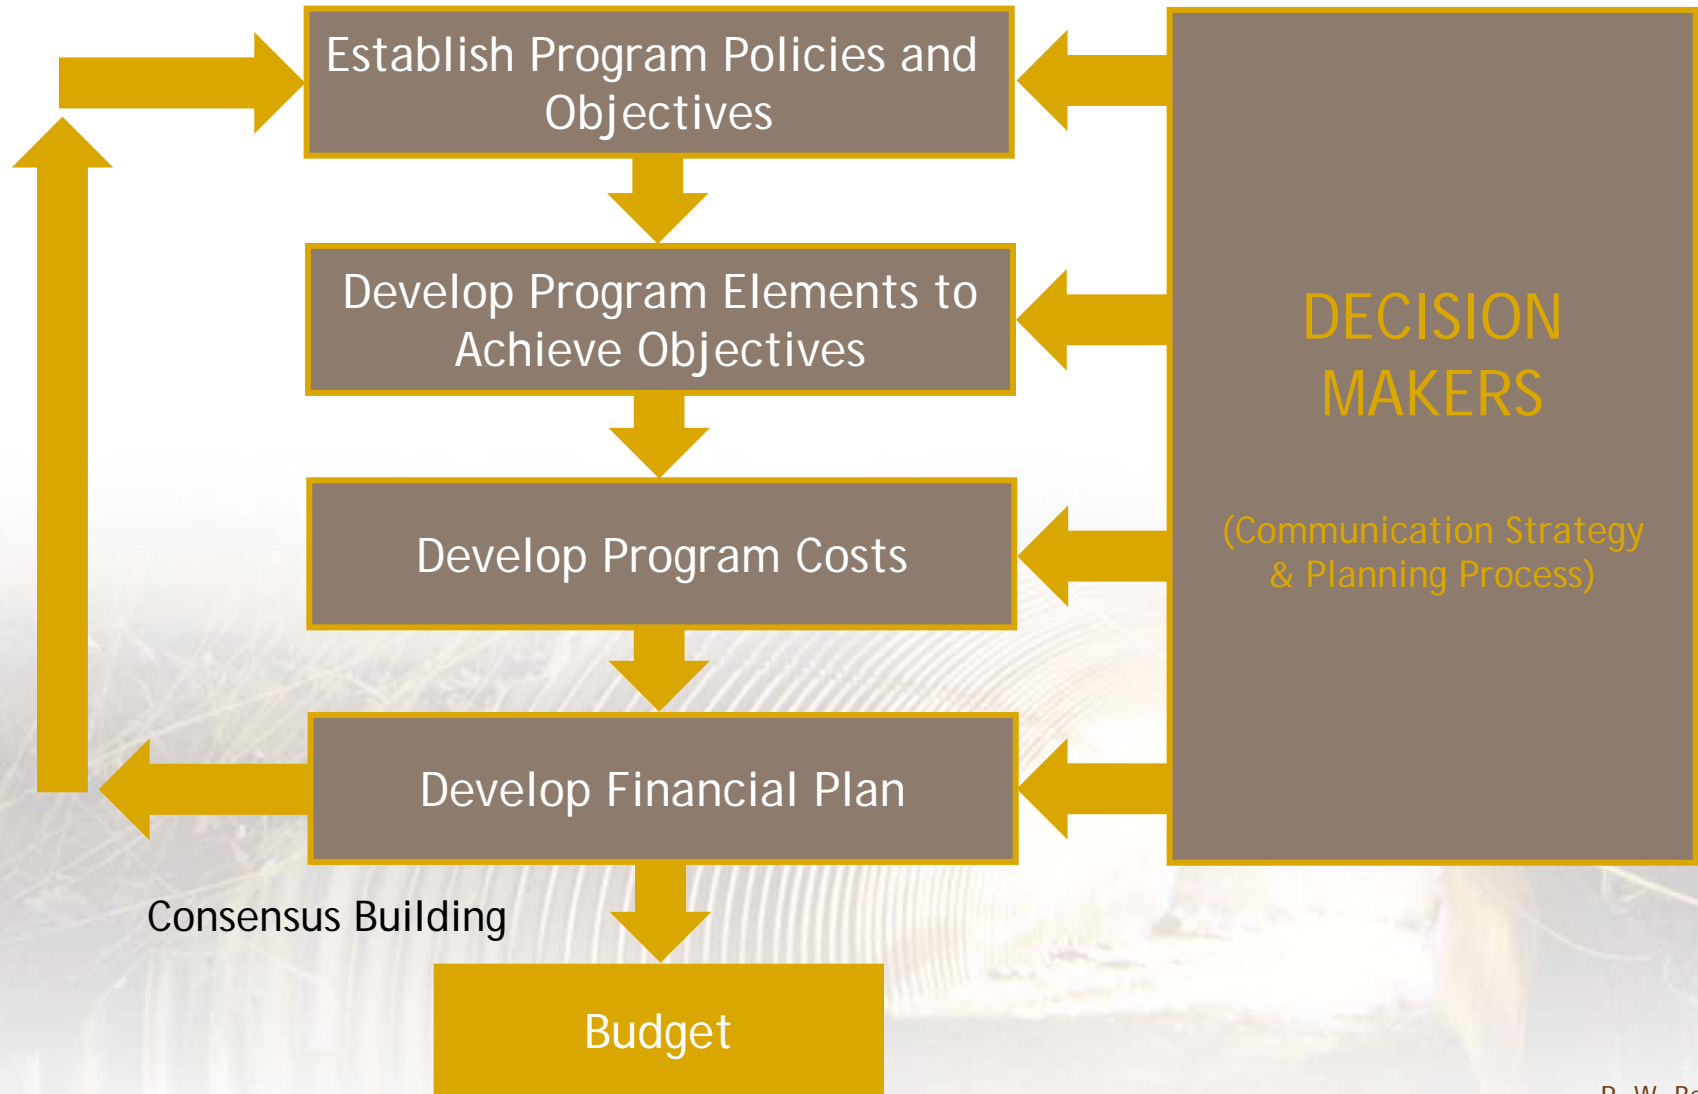 Establish Program Policies and
Objectives
Develop Program Elements to
Achieve Objectives
DECISION
MAKERS
(Communication Strategy
& Planning Process)
Develop Program Costs
Develop Financial Plan
Consensus Building
Budget